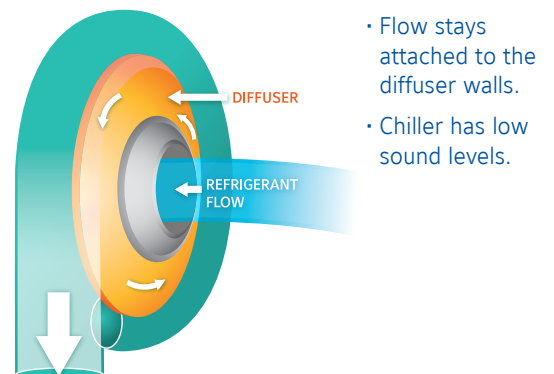 · Flow stays
attached to the
diffuser walls.
· Chiller has low
sound levels.
DIFFUSER
REFRIGERANT
FLOW